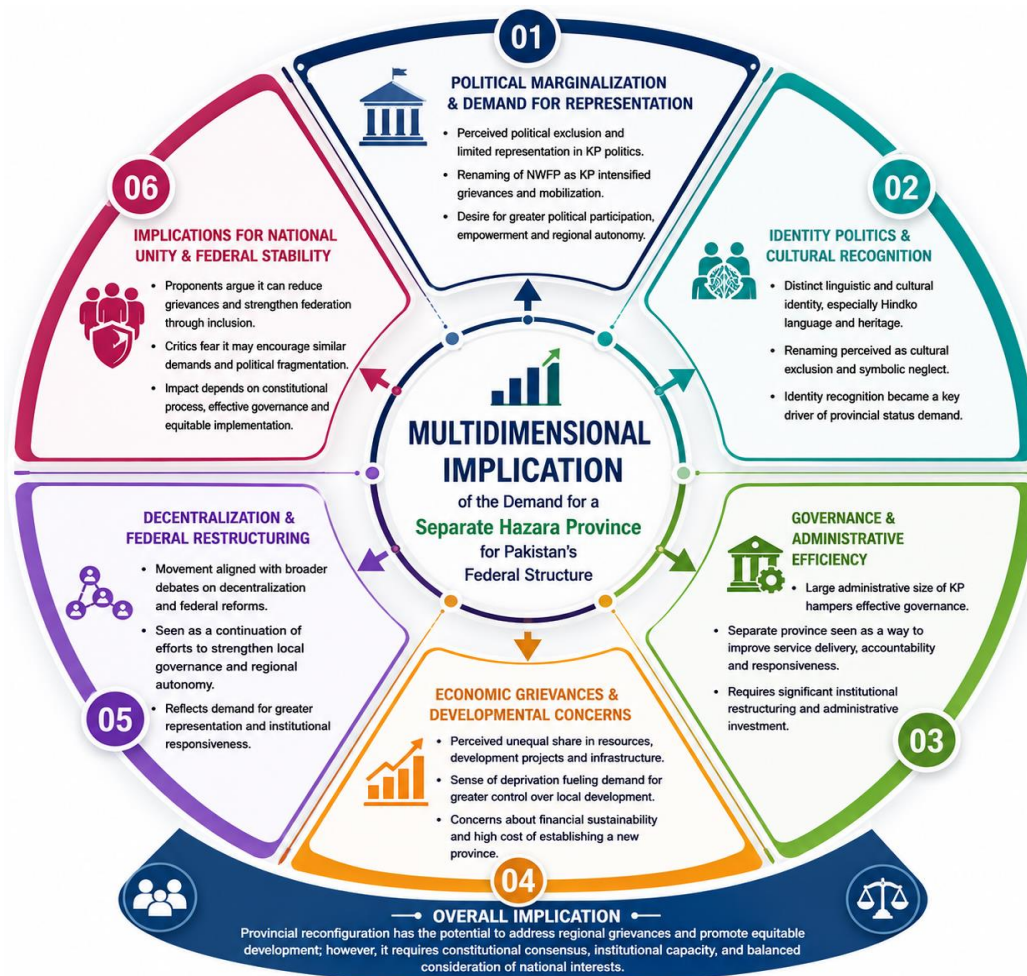 01
POLITICAL MARGINALIZATION
& DEMAND FOR REPRESENTATION
• Perceived political exclusion and
limited representation in KP politics.
• Renaming of NWFP as KP intensified
grievances and mobilization.
• Desire for greater political participation,
empowerment and regional autonomy.
02
IDENTITY POLITICS &
CULTURAL RECOGNITION
• Distinct linguistic and cultural
identity, especially Hindko
language and heritage.
• Renaming perceived as cultural
exclusion and symbolic neglect.
• Identity recognition became a key
driver of provincial status demand.
GOVERNANCE &
ADMINISTRATIVE
EFFICIENCY
• Large administrative size of KP
hampers effective governance.
• Separate province seen as a way to
improve service delivery, accountability
and responsiveness.
• Requires significant institutional
restructuring and administrative
investment.
03
ECONOMIC GRIEVANCES &
DEVELOPMENTAL CONCERNS
• Perceived unequal share in resources,
development projects and infrastructure.
• Sense of deprivation fueling demand for
greater control over local development.
• Concerns about financial sustainability
and high cost of establishing a new
province.
04
DECENTRALIZATION &
FEDERAL RESTRUCTURING
• Movement aligned with broader
debates on decentralization
and federal reforms.
• Seen as a continuation of
efforts to strengthen local
governance and regional
autonomy.
• Reflects demand for greater
representation and institutional
responsiveness.
05
06
IMPLICATIONS FOR NATIONAL
UNITY & FEDERAL STABILITY
• Proponents argue it can reduce
grievances and strengthen federation
through inclusion.
• Critics fear it may encourage similar
demands and political fragmentation.
• Impact depends on constitutional
process, effective governance and
equitable implementation.
MULTIDIMENSIONAL
IMPLICATION
of the Demand for a
Separate Hazara Province
for Pakistan's
Federal Structure
OVERALL IMPLICATION
Provincial reconfiguration has the potential to address regional grievances and promote equitable
development; however, it requires constitutional consensus, institutional capacity, and balanced
consideration of national interests.